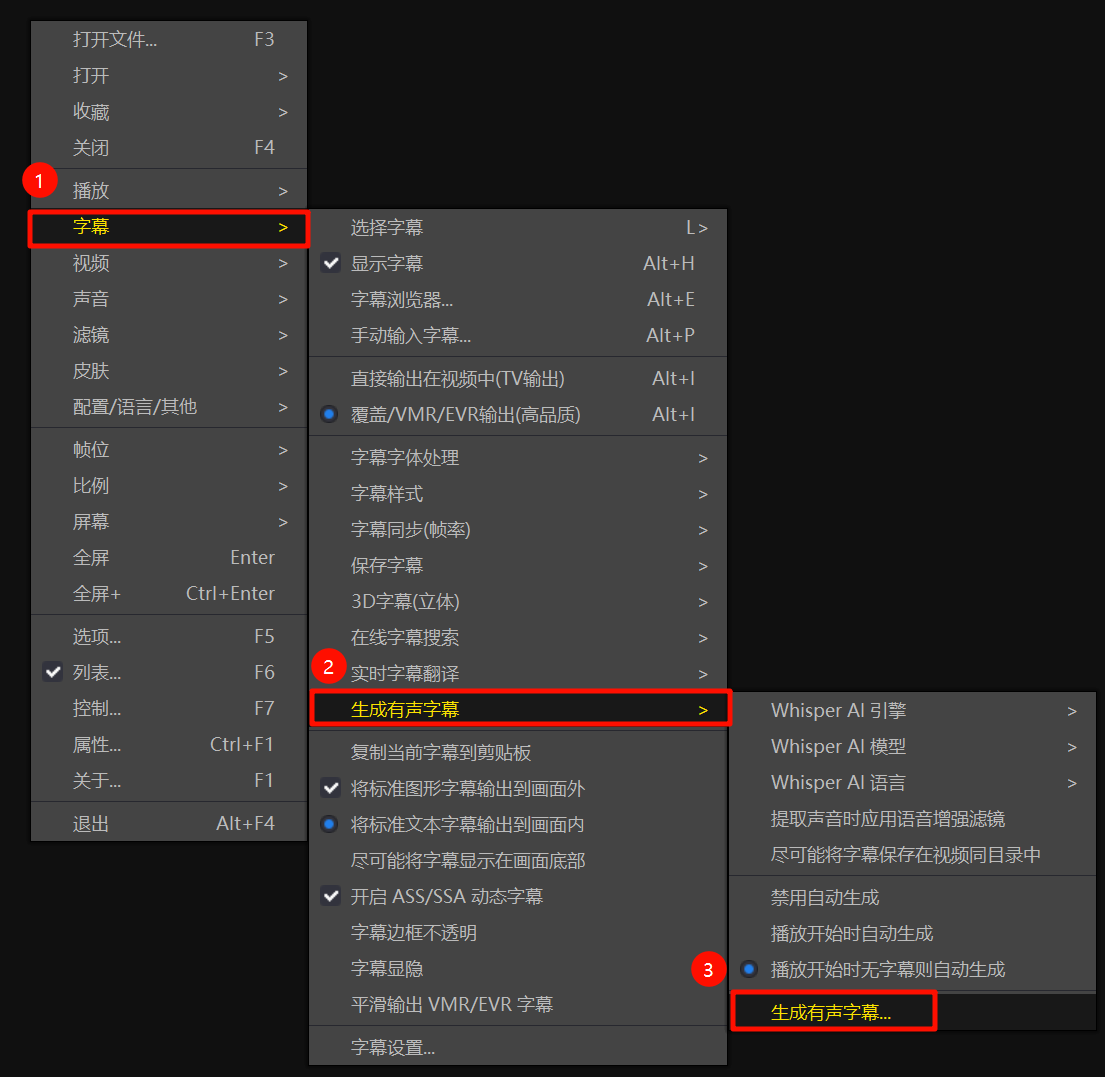 打开文件... F3
打开 >
收藏 >
关闭 F4
1
播放 >
字幕 >
视频 >
声音 >
滤镜 >
皮肤 >
配置/语言/其他 >
帧位 >
比例 >
屏幕 >
全屏 Enter
全屏+ Ctrl+Enter
选项... F5
列表... F6
控制... F7
属性... Ctrl+F1
关于... F1
退出 Alt+F4
选择字幕 L >
显示字幕 Alt+H
字幕浏览器... Alt+E
手动输入字幕... Alt+P
直接输出在视频中(TV输出) Alt+I
覆盖/VMR/EVR输出(高品质) Alt+I
字幕字体处理 >
字幕样式 >
字幕同步(帧率) >
保存字幕 >
3D字幕(立体) >
在线字幕搜索 >
2
实时字幕翻译 >
生成有声字幕 >
复制当前字幕到剪贴板
将标准图形字幕输出到画面外
将标准文本字幕输出到画面内
尽可能将字幕显示在画面底部
开启 ASS/SSA 动态字幕
字幕边框不透明
字幕显隐
平滑输出 VMR/EVR 字幕
字幕设置...
Whisper AI 引擎 >
Whisper AI 模型 >
Whisper AI 语言 >
提取声音时应用语音增强滤镜
尽可能将字幕保存在视频同目录中
禁用自动生成
播放开始时自动生成
3
播放开始时无字幕则自动生成
生成有声字幕...